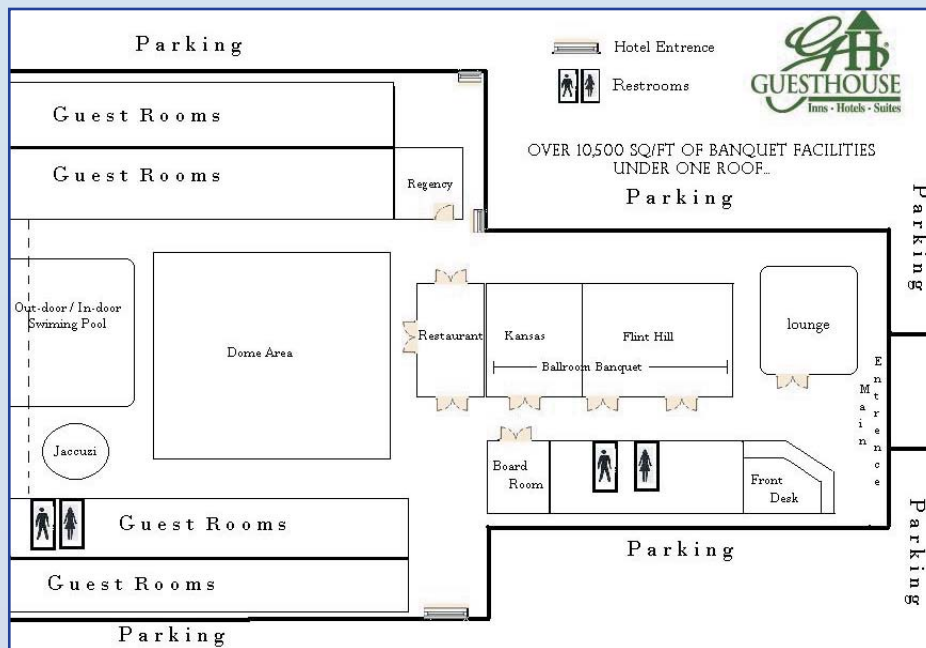 Parking
Hotel Entrence
Restrooms
GH
GUESTHOUSE
Inns - Hotels - Suites
OVER 10,500 SQ/FT OF BANQUET FACILITIES
UNDER ONE ROOF...
Parking
Parking
Guest Rooms
Guest Rooms
Regency
Out-door / In-door
Swiming Pool
Dome Area
Restaurant
Kansas
Flint Hill
Ballroom Banquet
lounge
Main
Entrence
Jaccuzi
Board
Room
Front
Desk
Guest Rooms
Guest Rooms
Parking
Parking
Parking